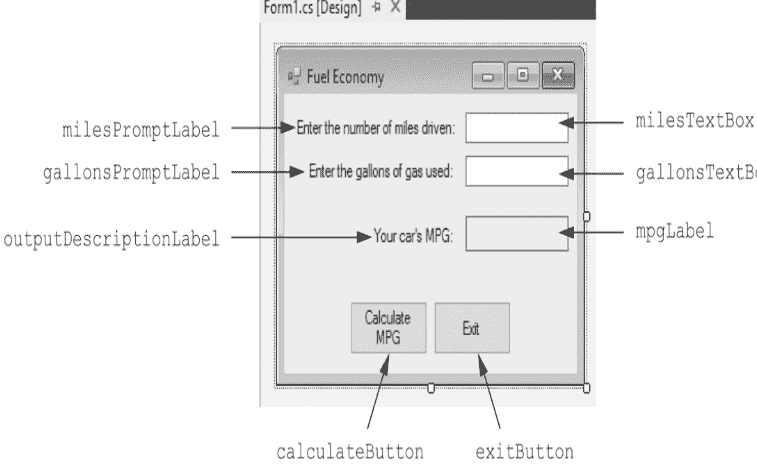 Form1.cs [Design]
Fuel Economy
milesPromptLabel
Enter the number of miles driven:
milesTextBox
gallonsPromptLabel
Enter the gallons of gas used:
gallonsTextB
outputDescriptionLabel
Your car's MPG:
mpgLabel
Calculate
MPG
Exit
calculateButton
exitButton